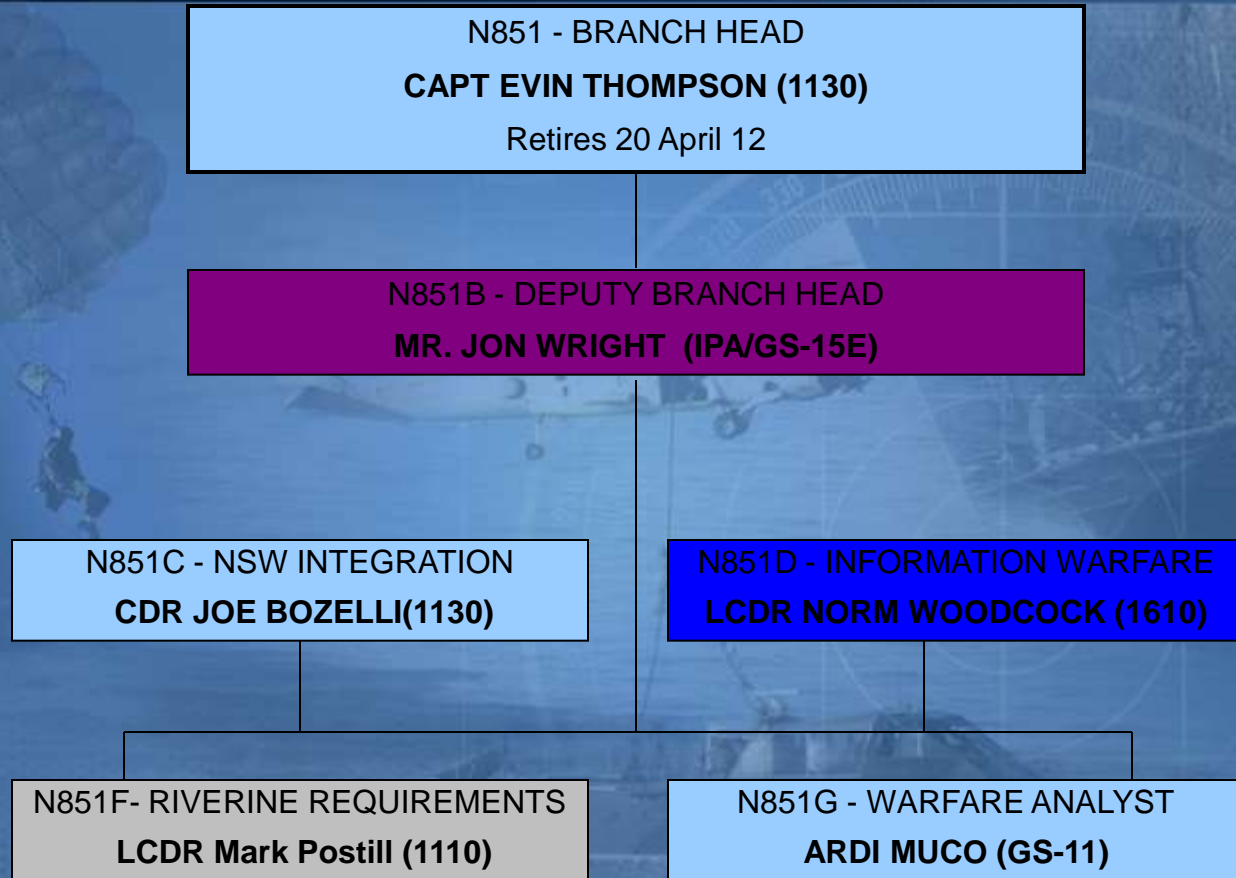 N851 - BRANCH HEAD
CAPT EVIN THOMPSON (1130)
Retires 20 April 12
N851B - DEPUTY BRANCH HEAD
MR. JON WRIGHT (IPA/GS-15E)
N851C - NSW INTEGRATION
CDR JOE BOZELLI(1130)
N851D - INFORMATION WARFARE
LCDR NORM WOODCOCK (1610)
N851F- RIVERINE REQUIREMENTS
LCDR Mark Postill (1110)
N851G - WARFARE ANALYST
ARDI MUCO (GS-11)
330